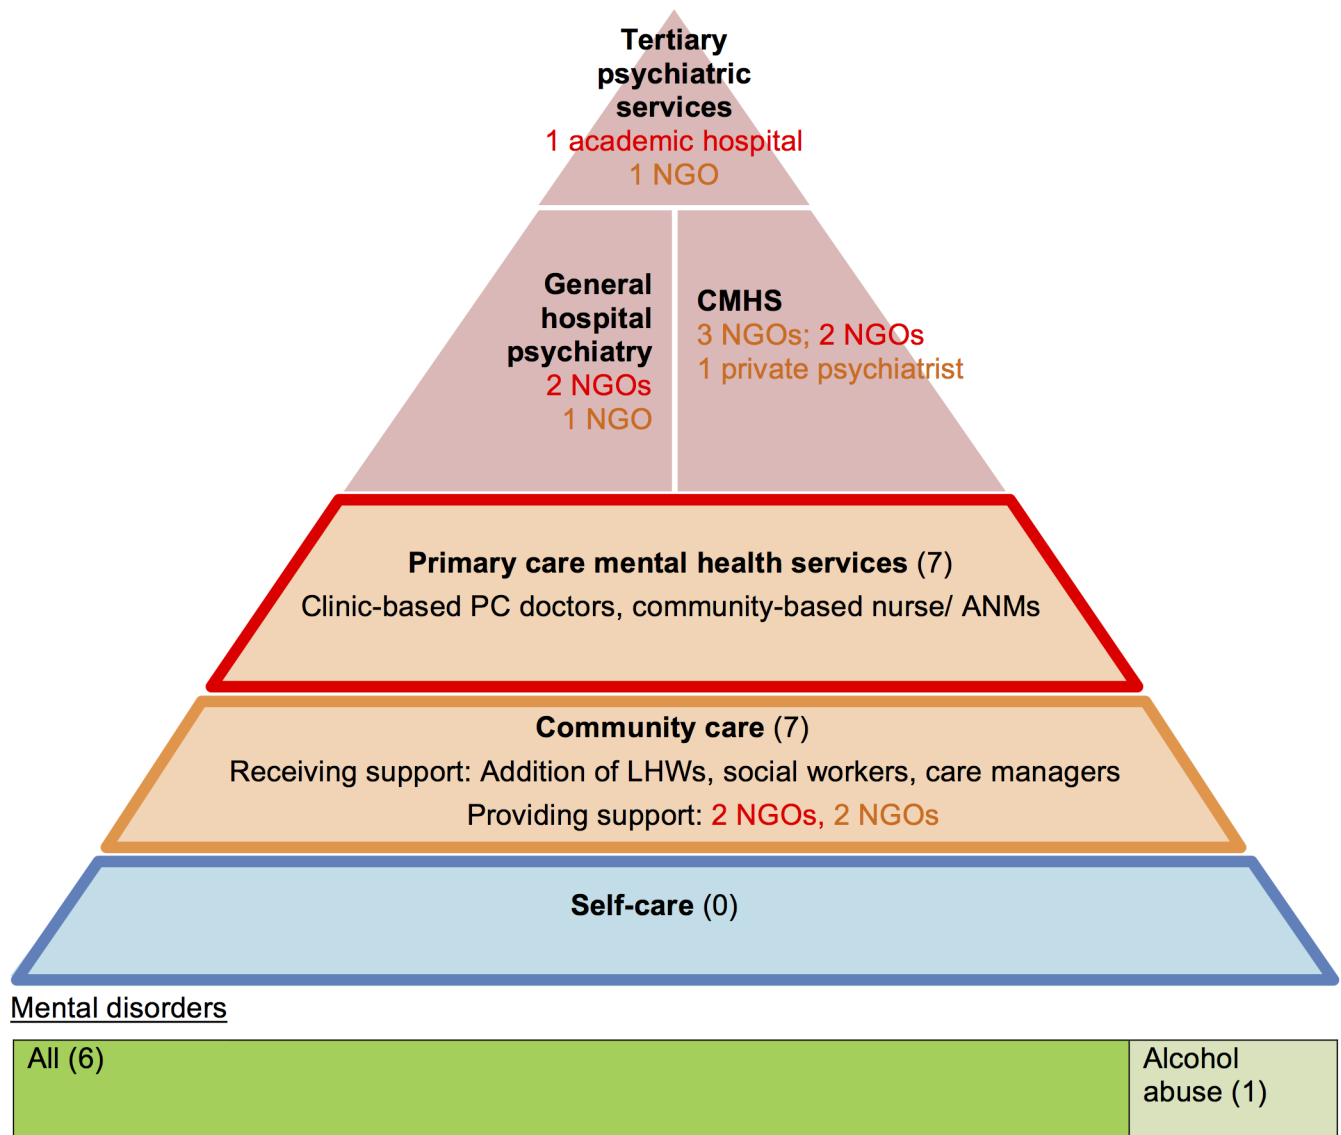 Tertiary
psychiatric
services
1 academic hospital
1 NGO
General
hospital
psychiatry
2 NGOs
1 NGO
CMHS
3 NGOs; 2 NGOs
1 private psychiatrist
Primary care mental health services (7)
Clinic-based PC doctors, community-based nurse/ ANMs
Community care (7)
Receiving support: Addition of LHWs, social workers, care managers
Providing support: 2 NGOs, 2 NGOs
Self-care (0)
Mental disorders
All (6)
Alcohol
abuse (1)